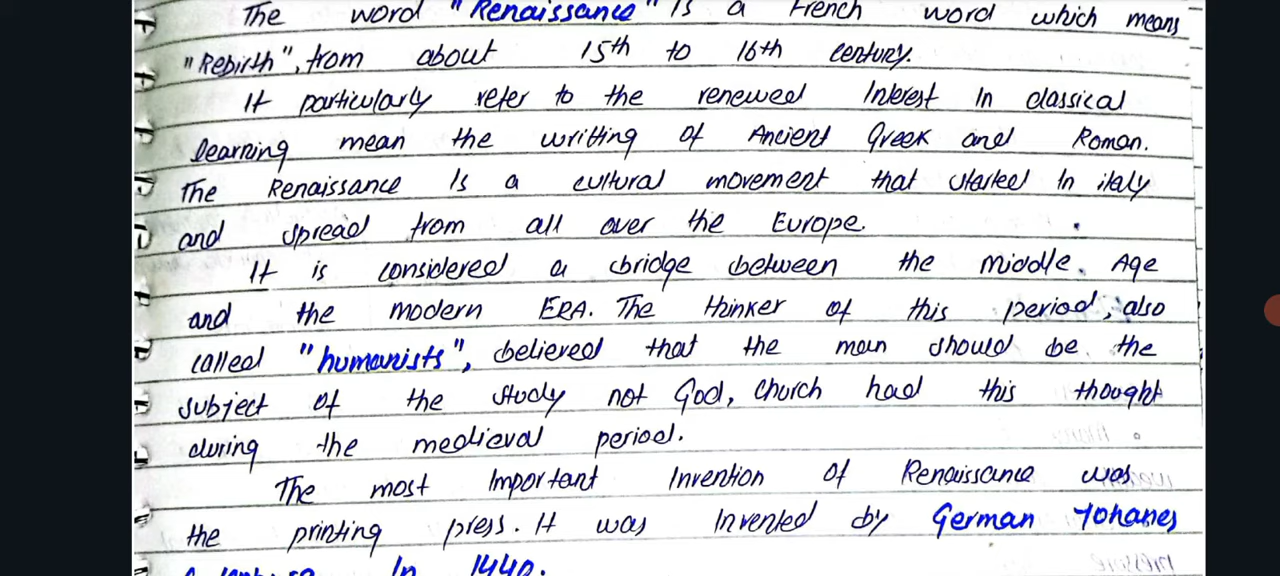 The word "Renaissance" Is a French word which means
"Rebirth", from about 15th to 16th century.
It particularly refer to the renewed Interest In classical
learning mean the writting of Ancient Greek and Roman.
The Renaissance Is a cultural movement that started In italy
and spread from all over the Europe.
It is considered a bridge between the middle. Age
and the modern ERA. The thinker of this period, also
called "humanists", believed that the man should be the
subject of the study not God, church had this thought
during the medieval period.
The most Important Invention of Renaissance was
the printing press. It was Invented by German Yohanes
In 1440.